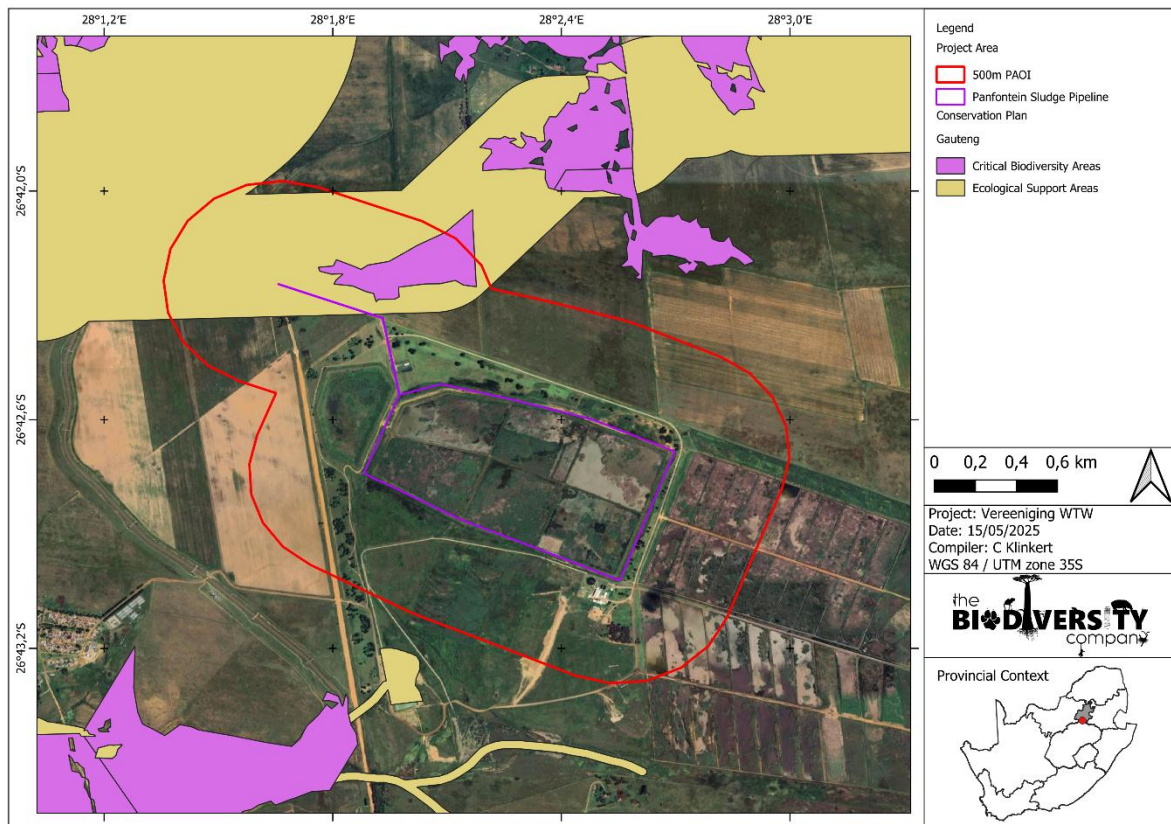 28°1,2'E 28°1,8'E 28°2,4'E 28°3,0'E
26°42,0'S
26°42,6'S
26°43,2'S
Legend
Project Area
500m PAOI
Panfontein Sludge Pipeline
Conservation Plan
Gauteng
Critical Biodiversity Areas
Ecological Support Areas
0 0,2 0,4 0,6 km
Project: Vereeniging WTW
Date: 15/05/2025
Compiler: C Klinkert
WGS 84 / UTM zone 35S
the
BIODIVERSITY
company
Provincial Context